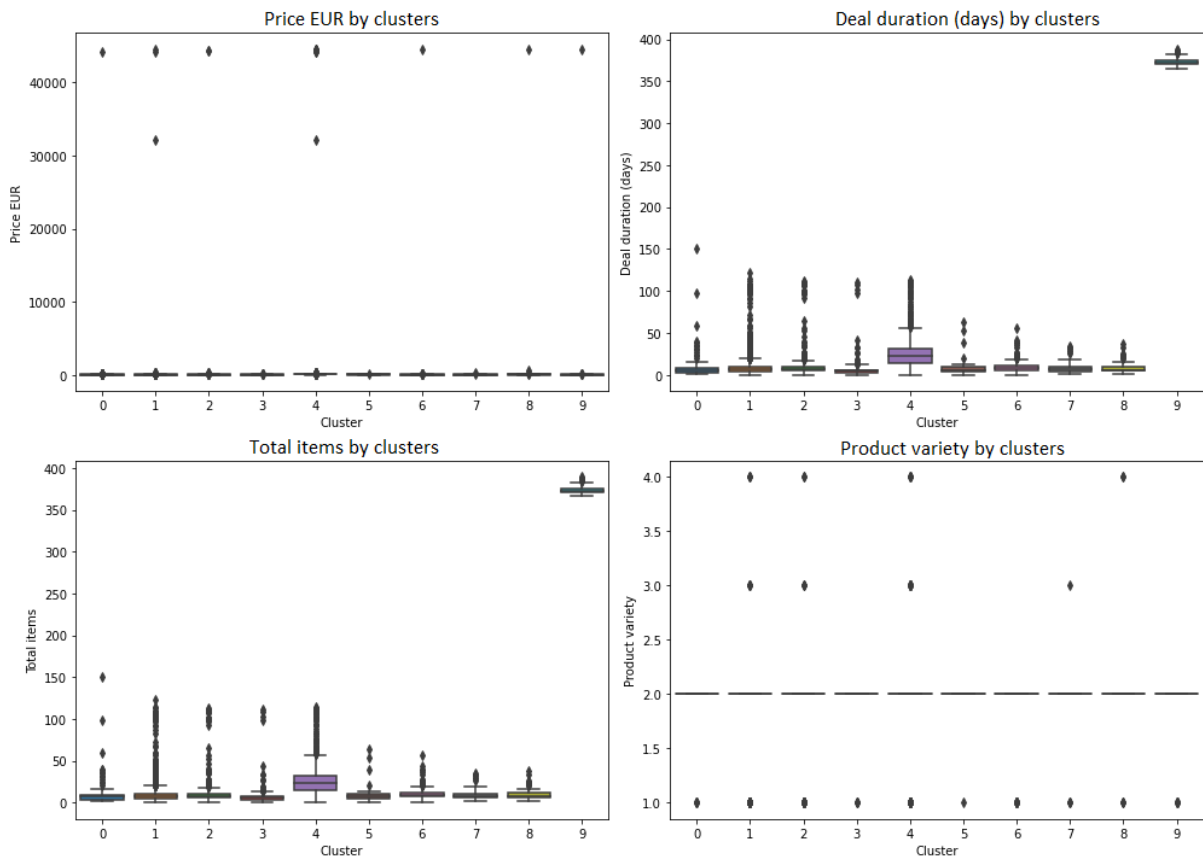 Price EUR by clusters
40000
30000
20000
10000
0
Price EUR
0 1 2 3 4 5 6 7 8 9
Cluster
Deal duration (days) by clusters
400
350
300
250
200
150
100
50
0
Deal duration (days)
0 1 2 3 4 5 6 7 8 9
Cluster
Total items by clusters
400
350
300
250
200
150
100
50
0
Total items
0 1 2 3 4 5 6 7 8 9
Cluster
Product variety by clusters
4.0
3.5
3.0
2.5
2.0
1.5
1.0
Product variety
0 1 2 3 4 5 6 7 8 9
Cluster